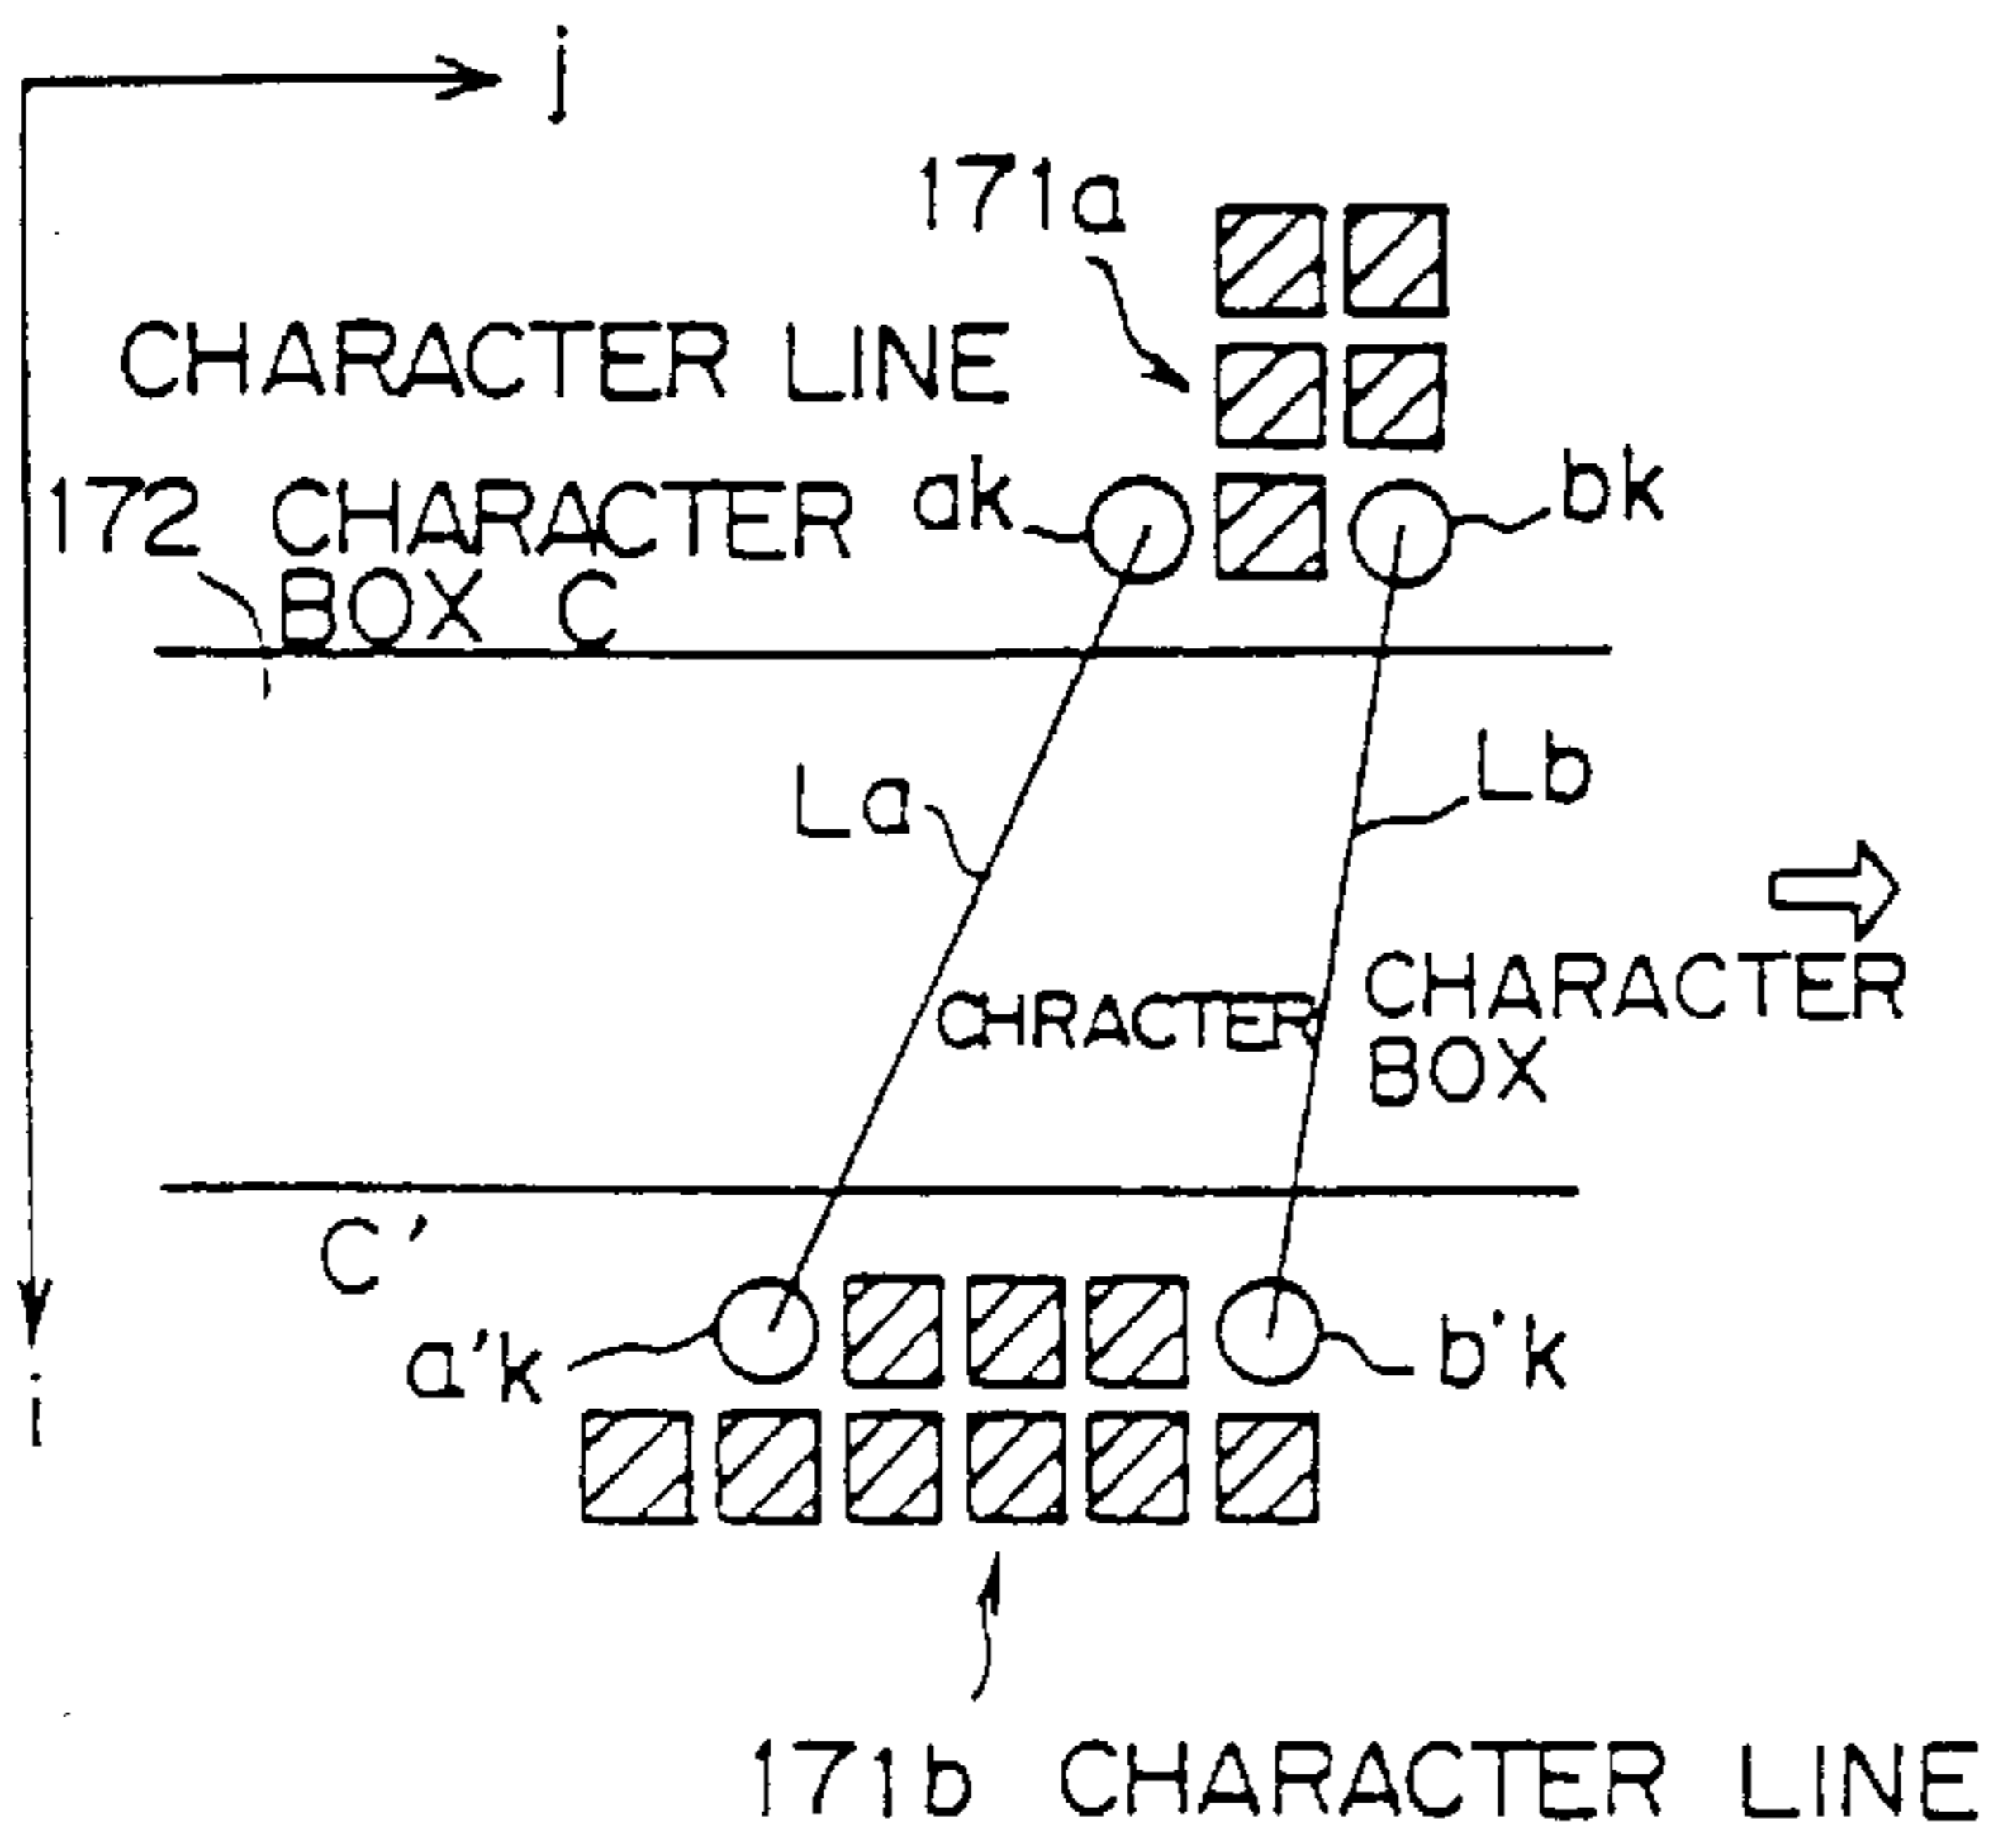 j
171a
CHARACTER LINE
172 CHARACTER
BOX C
ak
bk
La
Lb
CHRACTER
CHARACTER
BOX
C'
a'k
b'k
i
171b CHARACTER LINE